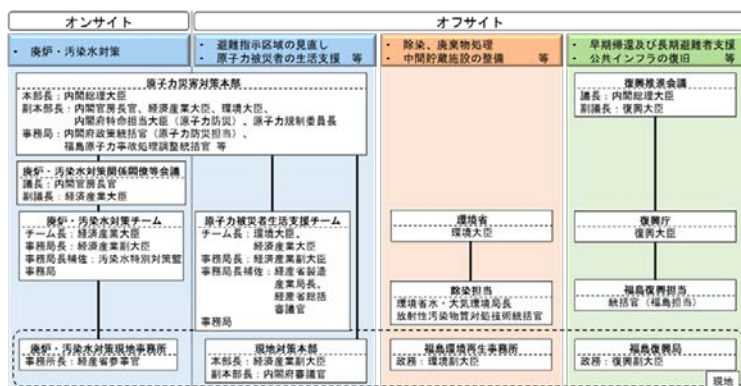 オンサイト
オフサイト
・ 廃炉・汚染水対策
・ 避難指示区域の見直し
・ 原子力被災者の生活支援 等
・ 除染、廃棄物処理
・ 中間貯蔵施設の整備 等
・ 早期帰還及び長期避難者支援
・ 公共インフラの復旧 等
原子力災害対策本部
本部長:内閣総理大臣
副本部長:内閣官房長官、経済産業大臣、環境大臣、
内閣府特命担当大臣(原子力防災)、原子力規制委員長
事務局:内閣府政策統括官(原子力防災担当)、
福島原子力事故処理調整統括官 等
復興推進会議
議長:内閣総理大臣
副議長:復興大臣
廃炉・汚染水対策関係閣僚等会議
議長:内閣官房長官
副議長:経済産業大臣
廃炉・汚染水対策チーム
チーム長:経済産業大臣
事務局長:経済産業副大臣
事務局長補佐:汚染水特別対策監
事務局
原子力被災者生活支援チーム
チーム長:環境大臣、
経済産業大臣
事務局長:経済産業副大臣
事務局長補佐:経産省製造
産業局長、
経産省総括
審議官
事務局
環境省
環境大臣
除染担当
環境省水・大気環境局長
放射性汚染物質対処技術統括官
復興庁
復興大臣
福島復興担当
統括官(福島担当)
廃炉・汚染水対策現地事務所
事務所長:経産省参事官
現地対策本部
本部長:経済産業副大臣
副本部長:内閣府審議官
福島環境再生事務所
政務:環境副大臣
福島復興局
政務:復興副大臣
現地